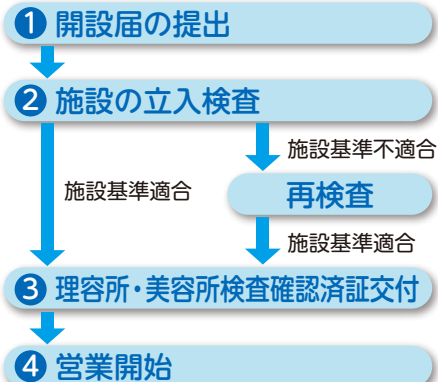 ❶ 開設届の提出
❷ 施設の立入検査
施設基準不適合
施設基準適合
再検査
施設基準適合
❸ 理容所・美容所検査確認済証交付
❹ 営業開始